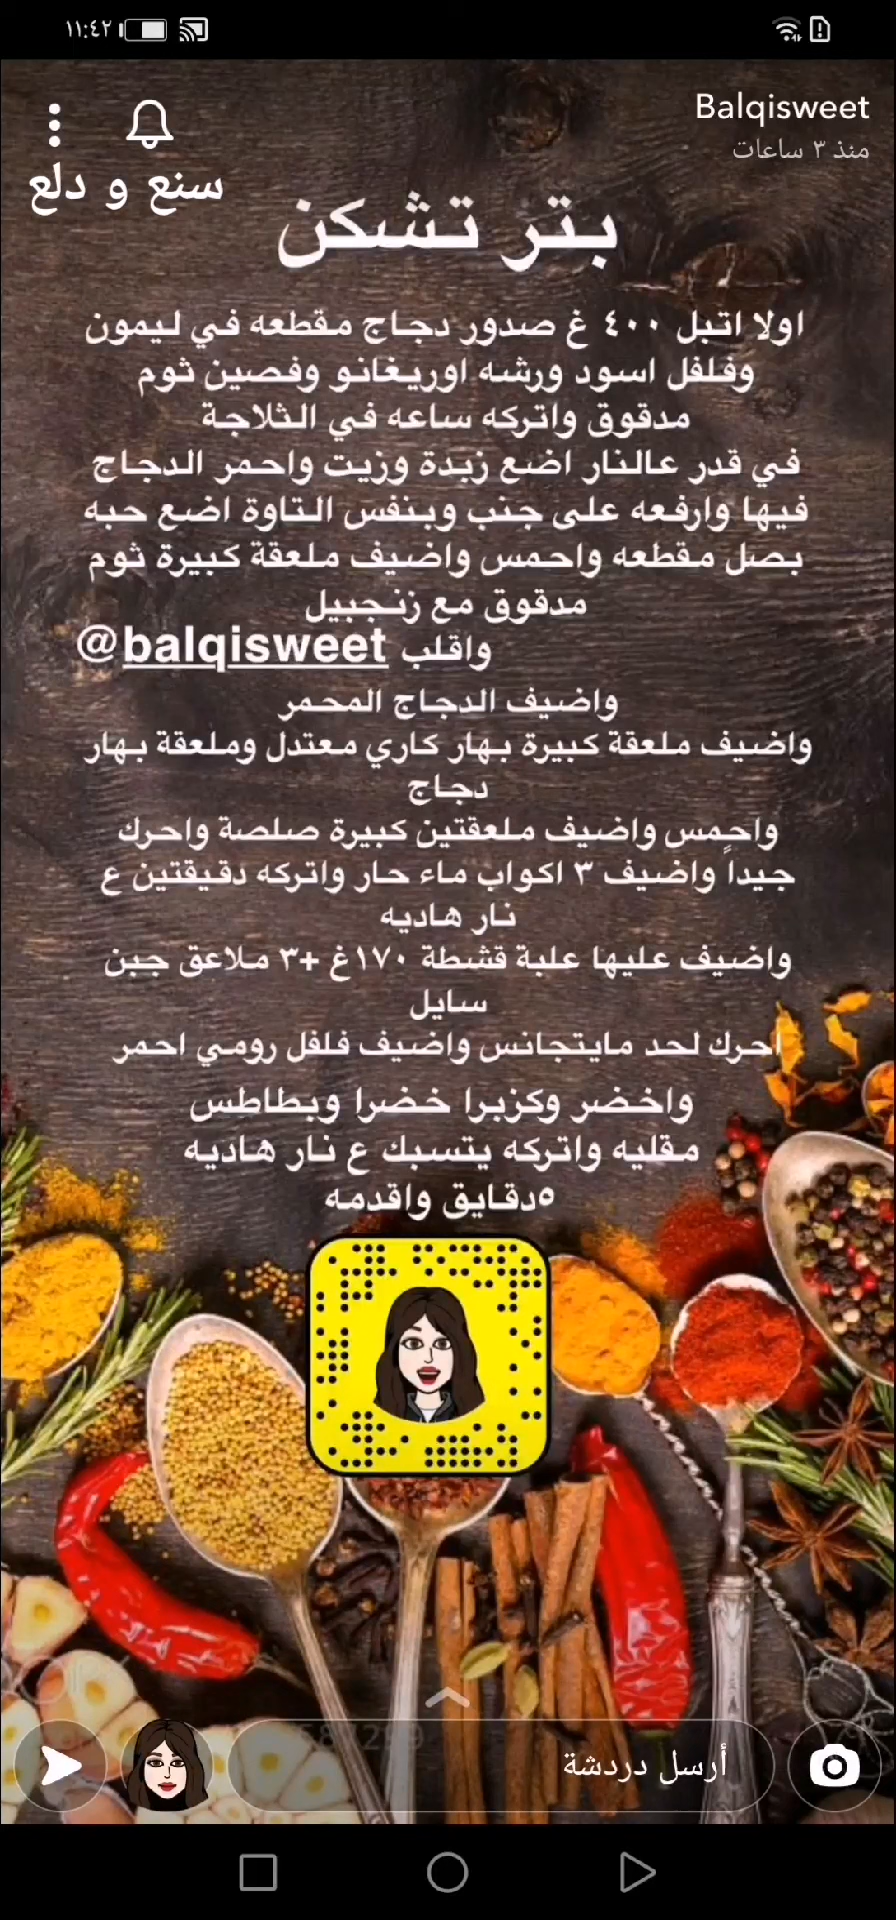 ١١:٤٢
Balqisweet
منذ ٣ ساعات
سنع و دلع
بتر تشكن
اولا اتبل ٤٠٠ غ صدور دجاج مقطعه في ليمون
وفلفل اسود ورشه اوريغانو وفصين ثوم
مدقوق واتركه ساعه في الثلاجة
في قدر عالنار اضع زبدة وزيت واحمر الدجاج
فيها وارفعه على جنب وبنفس التاوة اضع حبه
بصل مقطعه واحمس واضيف ملعقة كبيرة ثوم
مدقوق مع زنجبيل
واقلب @balqisweet
واضيف الدجاج المحمر
واضيف ملعقة كبيرة بهار كاري معتدل وملعقة بهار
دجاج
واحمس واضيف ملعقتين كبيرة صلصة واحرك
جيداً واضيف ٣ اكواب ماء حار واتركه دقيقتين ع
نار هاديه
واضيف عليها علبة قشطة ١٧٠غ +٣ ملاعق جبن
سايل
احرك لحد مايتجانس واضيف فلفل رومي احمر
واخضر وكزبرا خضرا وبطاطس
مقليه واتركه يتسبك ع نار هاديه
٥دقايق واقدمه
أرسل دردشة